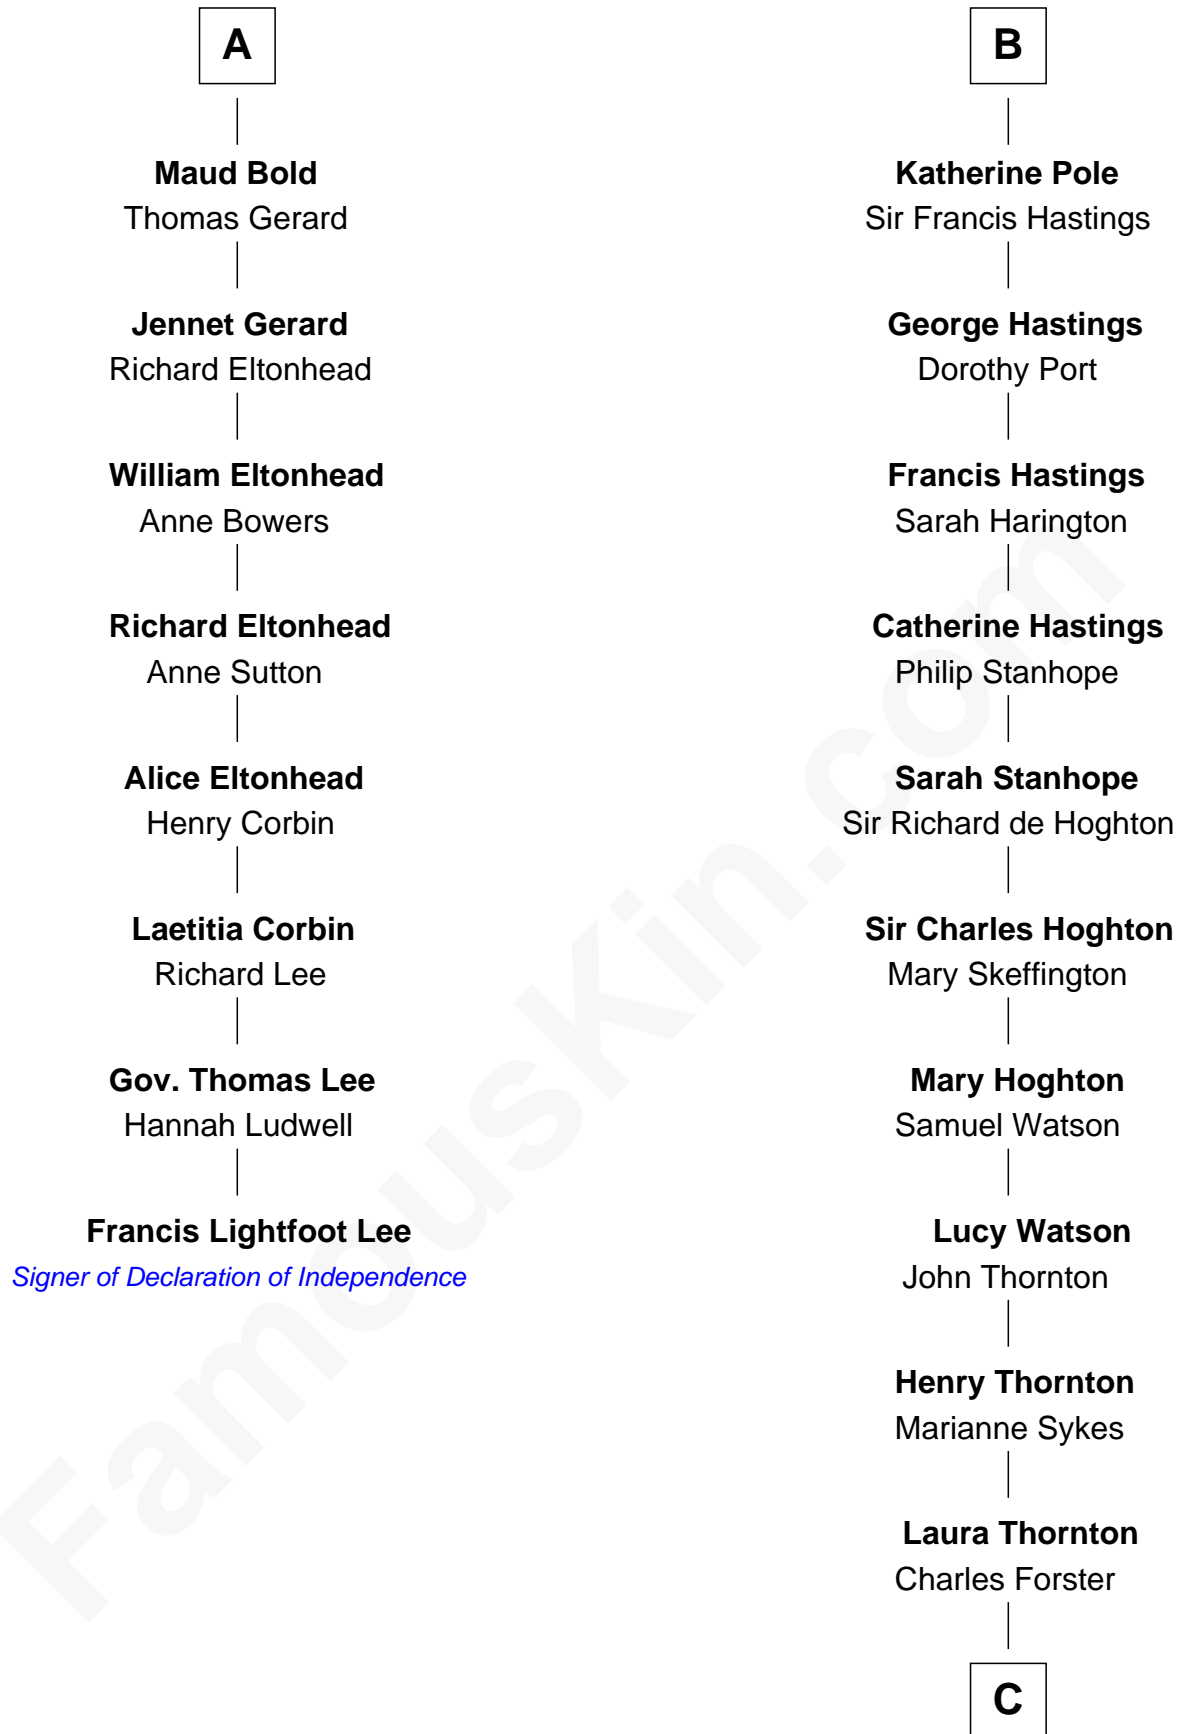 A
Maud Bold
Thomas Gerard
Jennet Gerard
Richard Eltonhead
William Eltonhead
Anne Bowers
Richard Eltonhead
Anne Sutton
Alice Eltonhead
Henry Corbin
Laetitia Corbin
Richard Lee
Gov. Thomas Lee
Hannah Ludwell
Francis Lightfoot Lee
Signer of Declaration of Independence
B
Katherine Pole
Sir Francis Hastings
George Hastings
Dorothy Port
Francis Hastings
Sarah Harington
Catherine Hastings
Philip Stanhope
Sarah Stanhope
Sir Richard de Hoghton
Sir Charles Hoghton
Mary Skeffington
Mary Hoghton
Samuel Watson
Lucy Watson
John Thornton
Henry Thornton
Marianne Sykes
Laura Thornton
Charles Forster
C
FamousKin.com